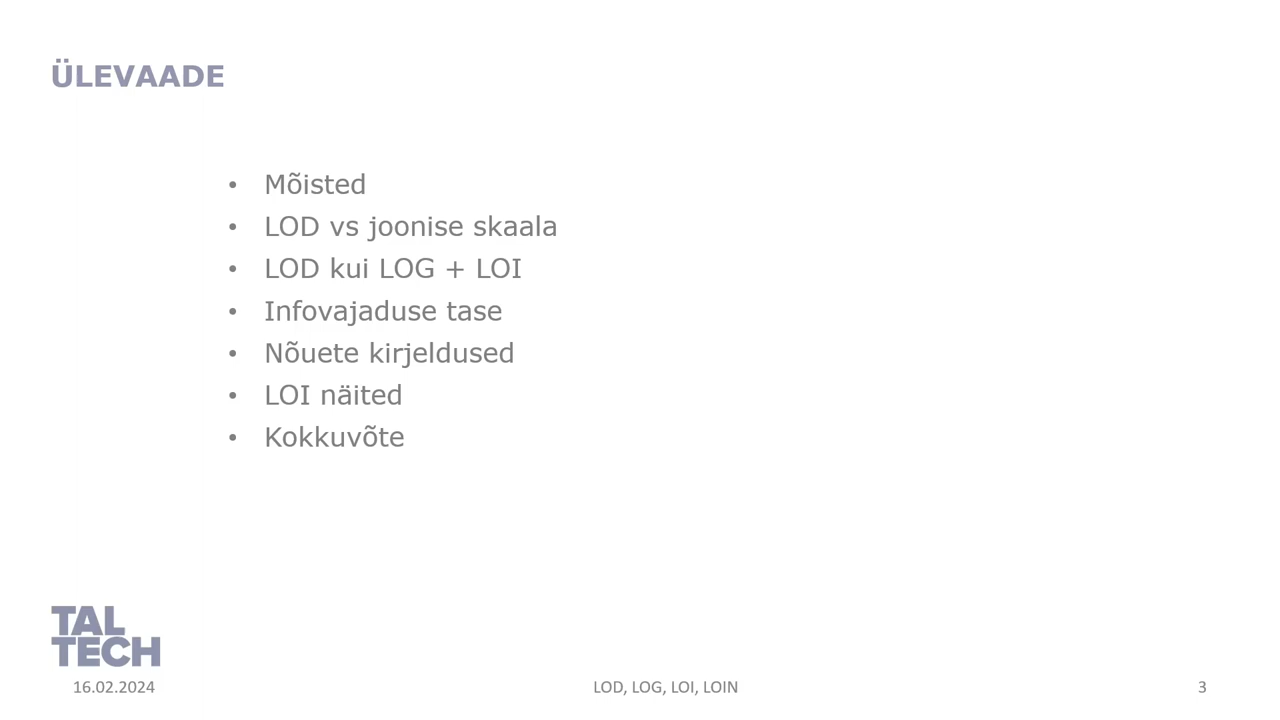 ÜLEVAADE
• Mõisted
• LOD vs joonise skaala
• LOD kui LOG + LOI
• Infovajaduse tase
• Nõuete kirjeldused
• LOI näited
• Kokkuvõte
TAL
TECH
16.02.2024
LOD, LOG, LOI, LOIN
3